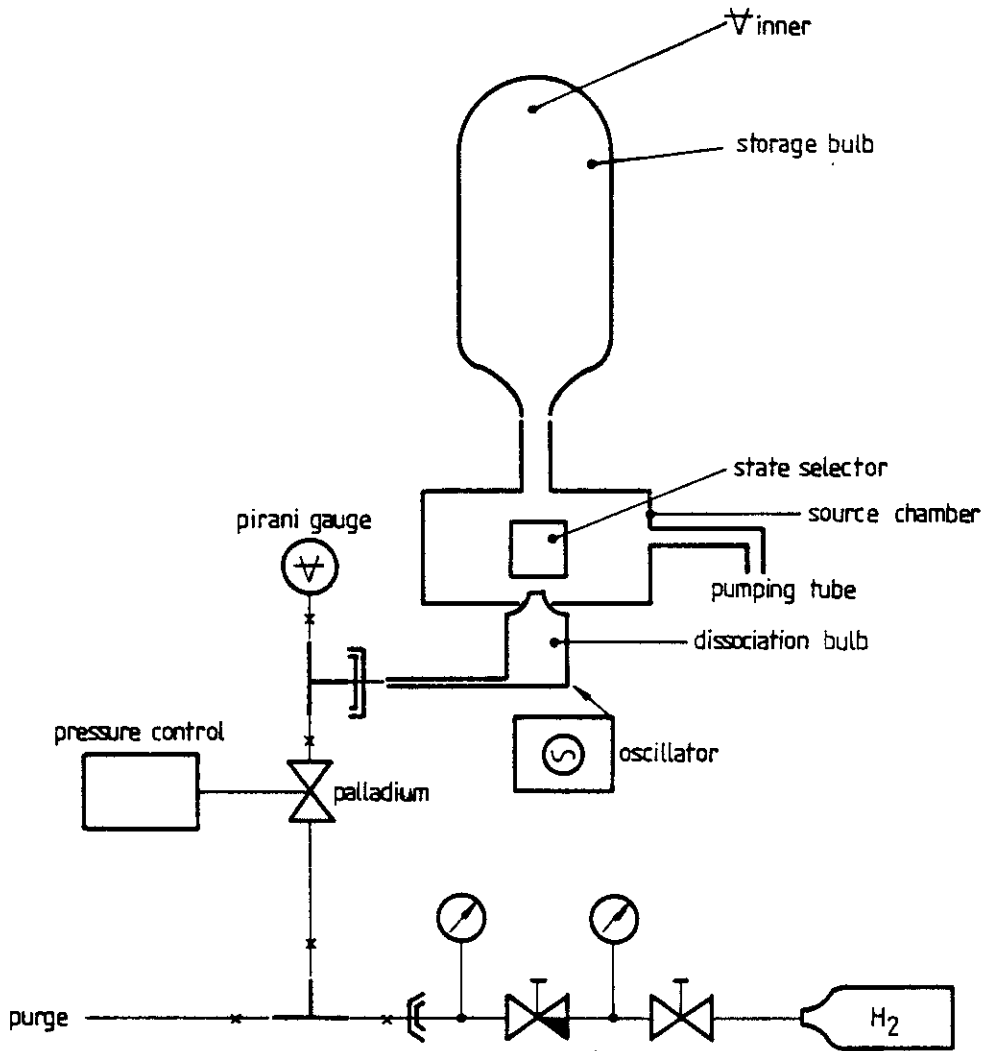 ∀ inner
storage bulb
state selector
source chamber
pirani gauge
∀
pumping tube
dissociation bulb
pressure control
oscillator
palladium
purge
H₂